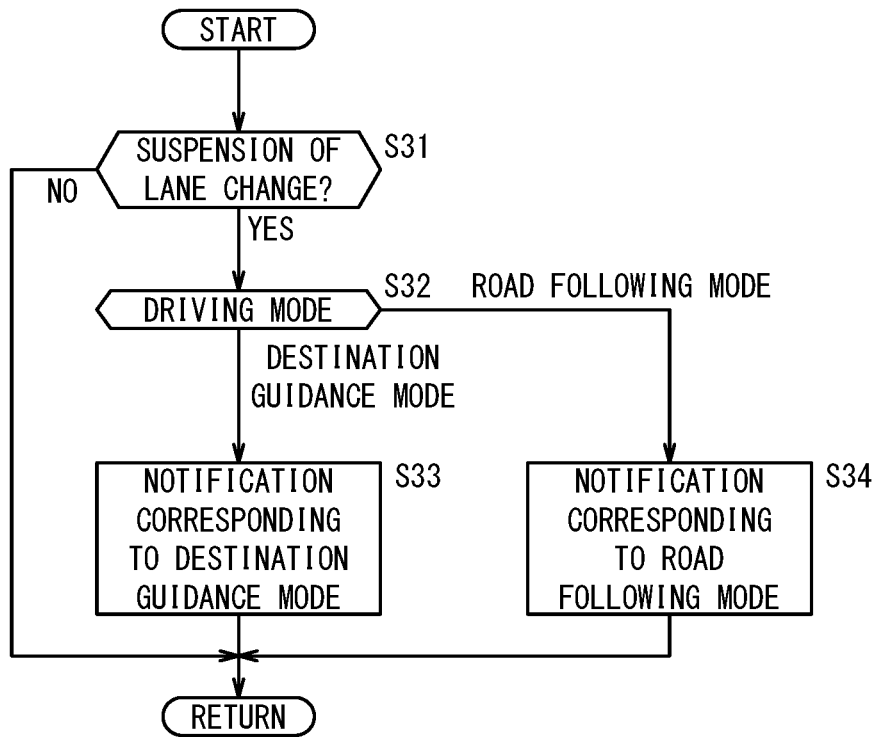 START
SUSPENSION OF
LANE CHANGE?
S31
NO
YES
DRIVING MODE
S32
ROAD FOLLOWING MODE
DESTINATION
GUIDANCE MODE
NOTIFICATION
CORRESPONDING
TO DESTINATION
GUIDANCE MODE
S33
NOTIFICATION
CORRESPONDING
TO ROAD
FOLLOWING MODE
S34
RETURN